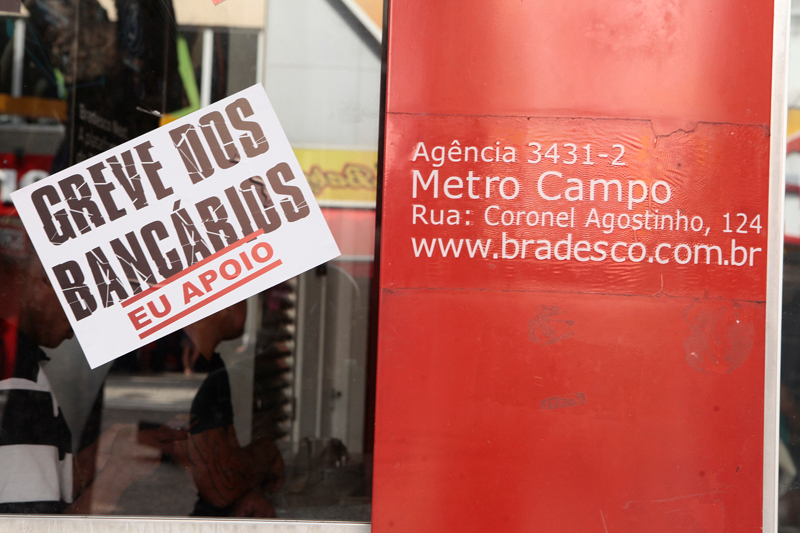 GREVE DOS
BANCÁRIOS
EU APOIO
Agência 3431-2
Metro Campo
Rua: Coronel Agostinho, 124
www.bradesco.com.br